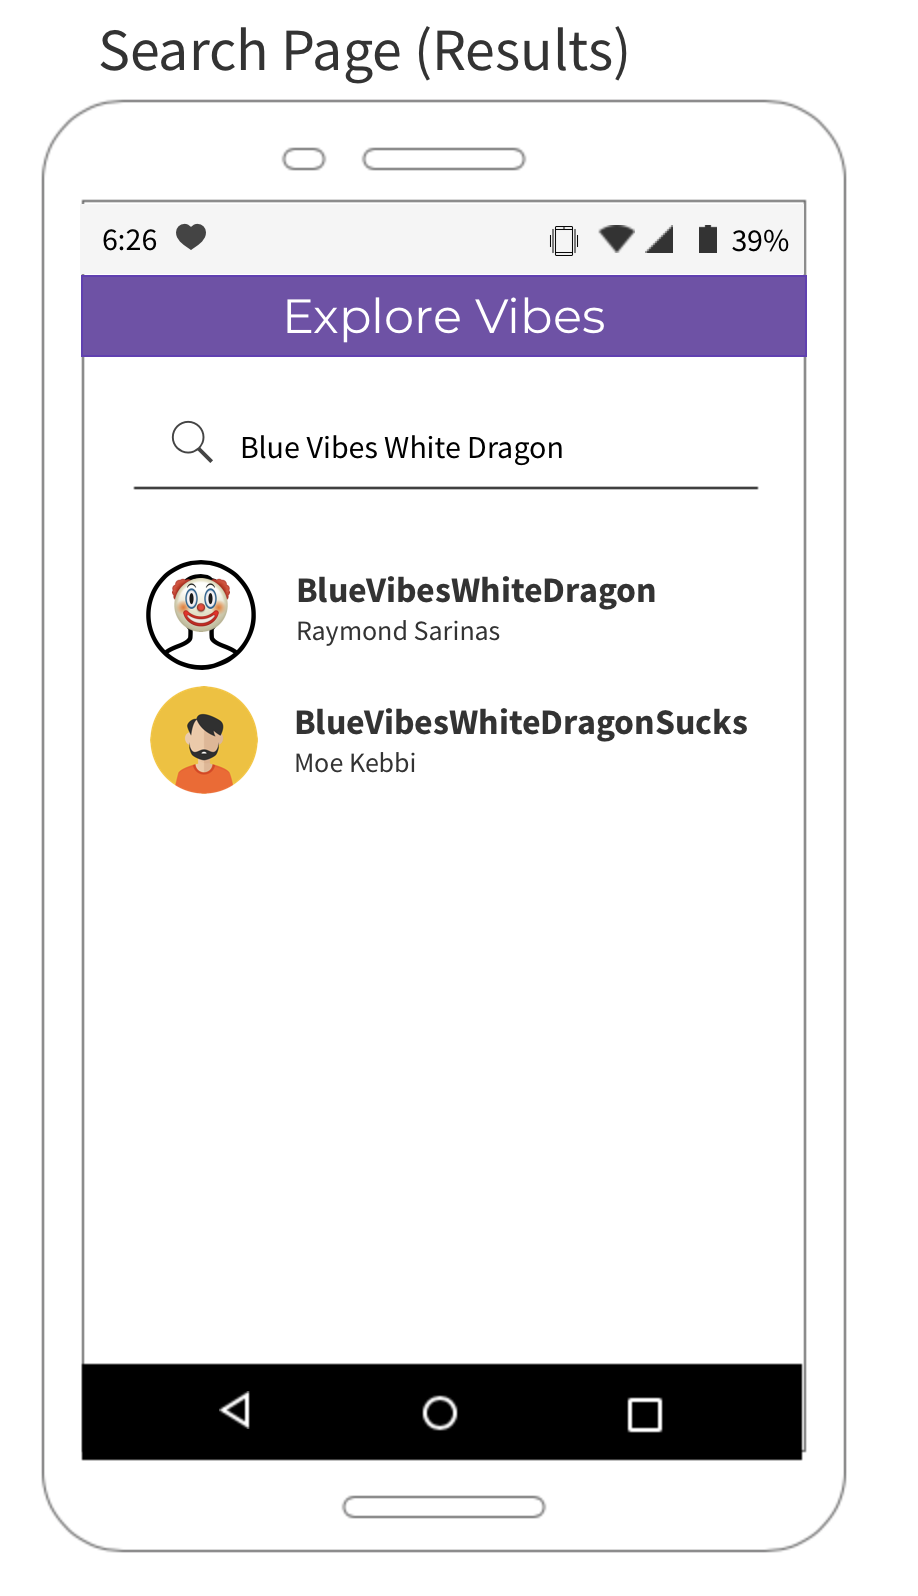 Search Page (Results)
6:26 39%
Explore Vibes
Blue Vibes White Dragon
BlueVibesWhiteDragon
Raymond Sarinas
BlueVibesWhiteDragonSucks
Moe Kebbi